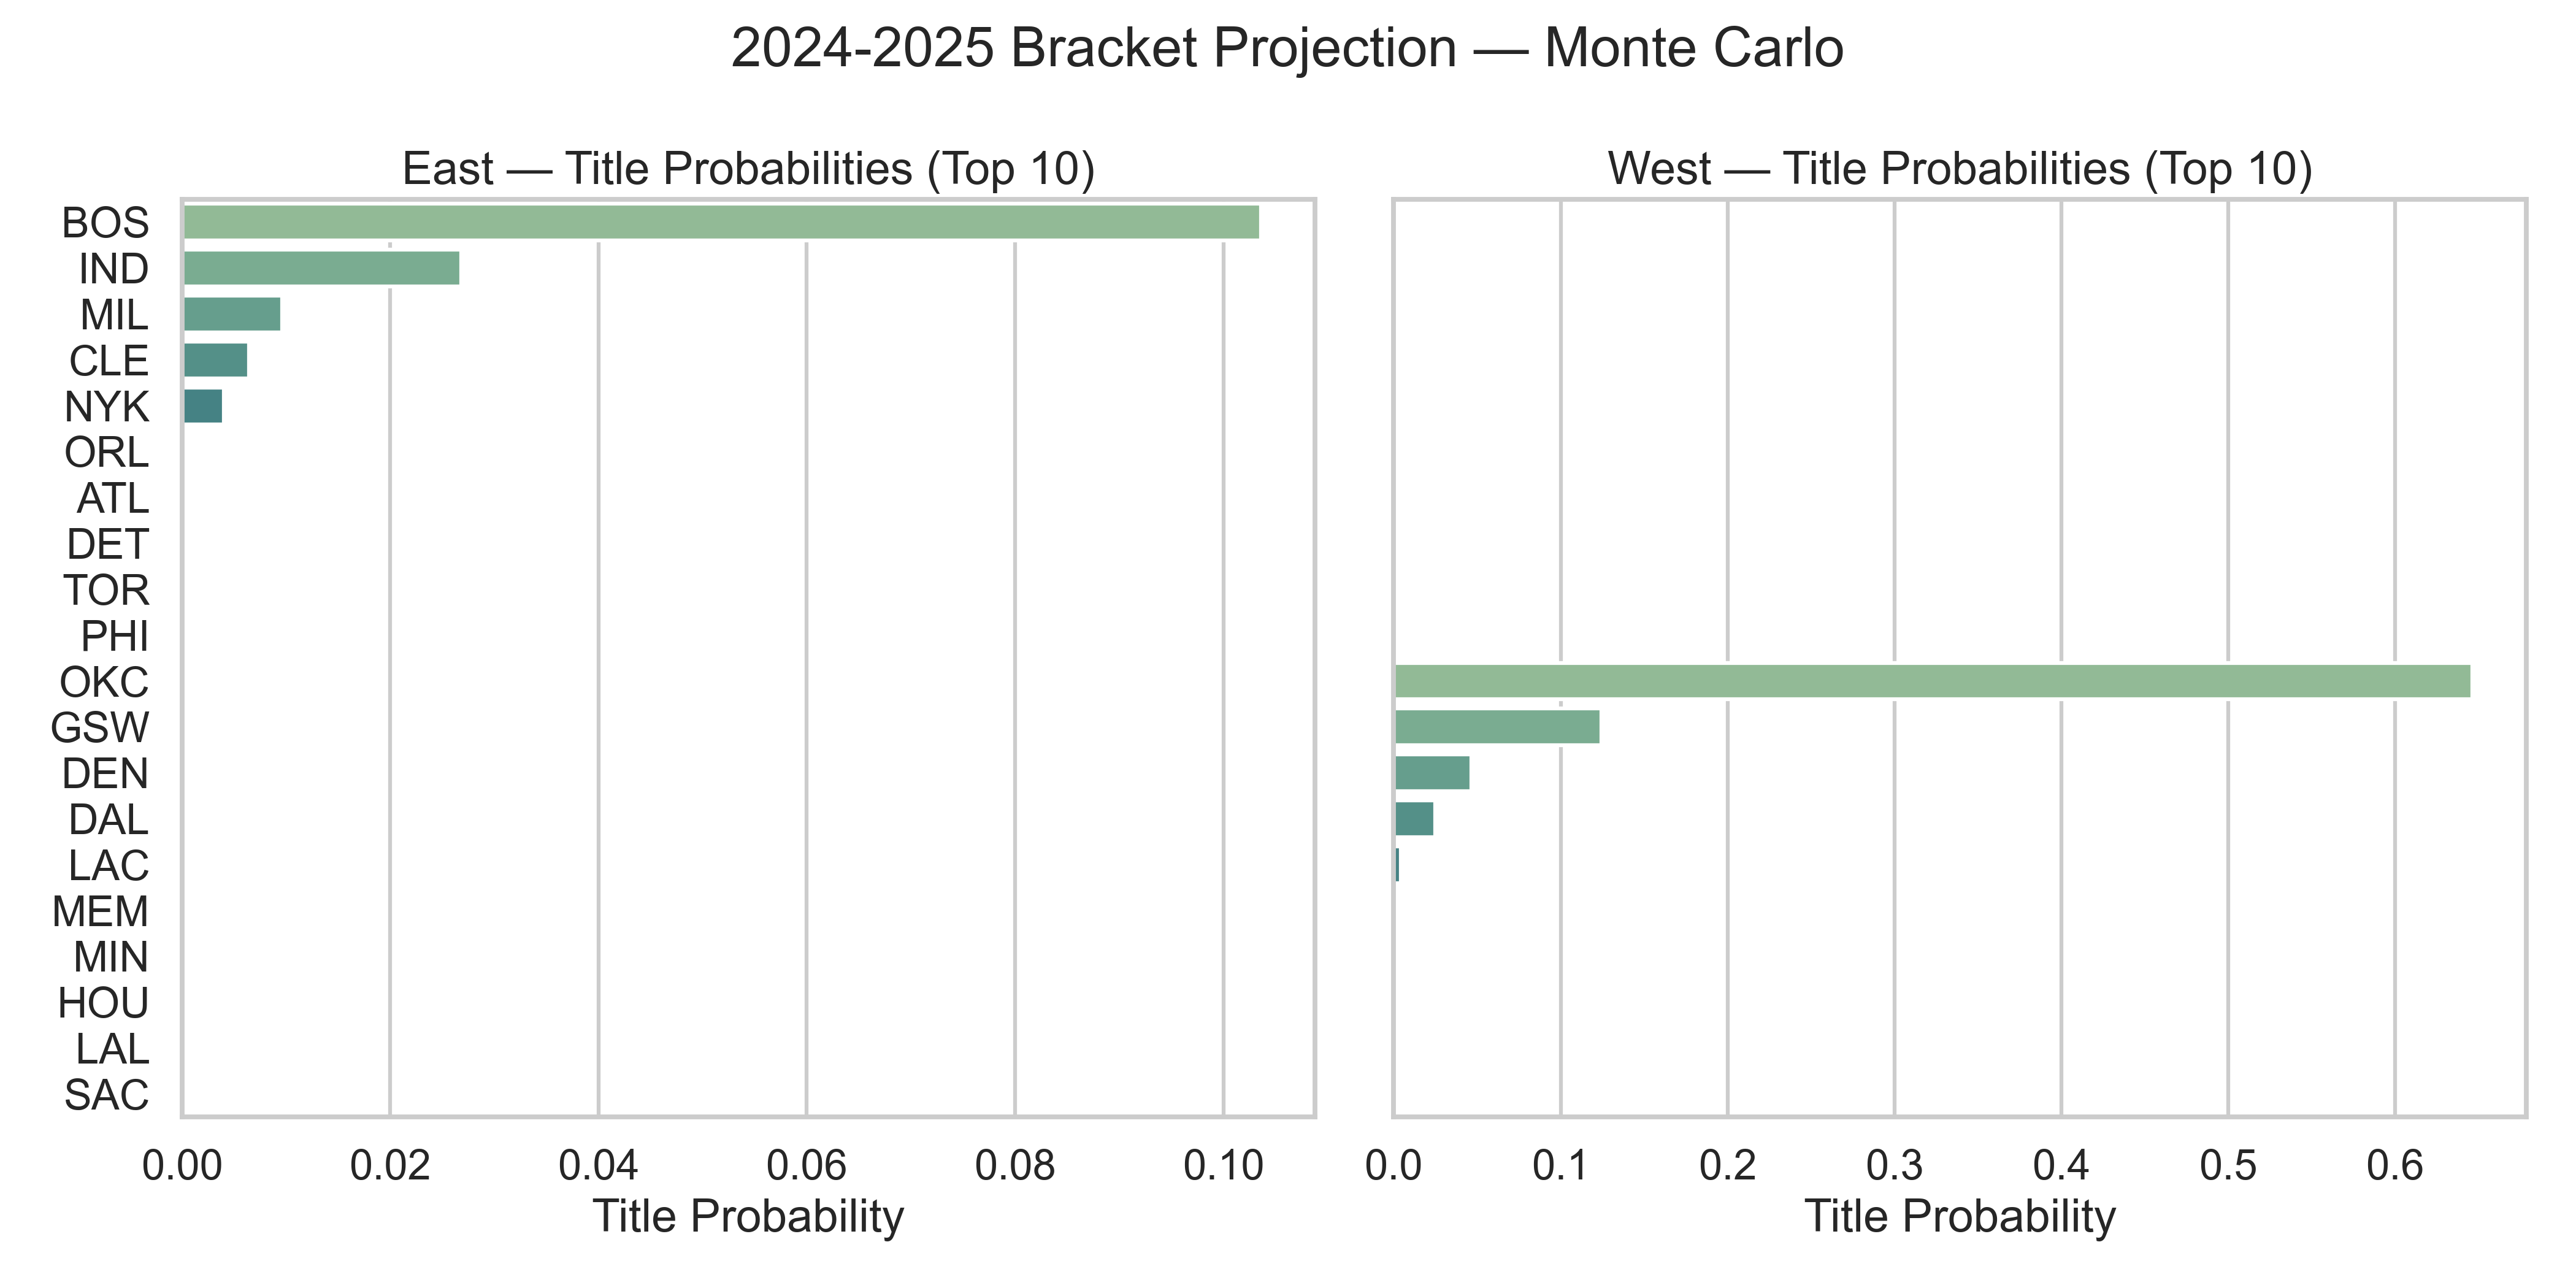 2024-2025 Bracket Projection — Monte Carlo
East — Title Probabilities (Top 10)
West — Title Probabilities (Top 10)
BOS
IND
MIL
CLE
NYK
ORL
ATL
DET
TOR
PHI
OKC
GSW
DEN
DAL
LAC
MEM
MIN
HOU
LAL
SAC
0.00 0.02 0.04 0.06 0.08 0.10
Title Probability
0.0 0.1 0.2 0.3 0.4 0.5 0.6
Title Probability